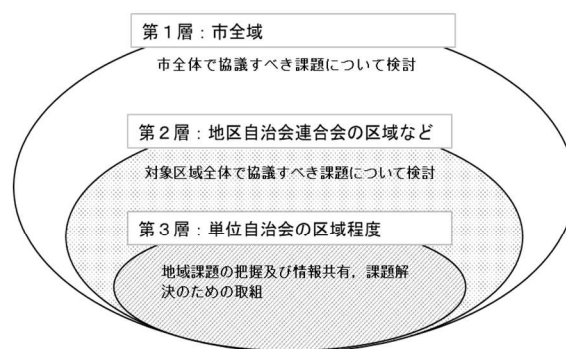 第１層：市全域
市全体で協議すべき課題について検討
第２層：地区自治会連合会の区域など
対象区域全体で協議すべき課題について検討
第３層：単位自治会の区域程度
地域課題の把握及び情報共有，課題解
決のための取組